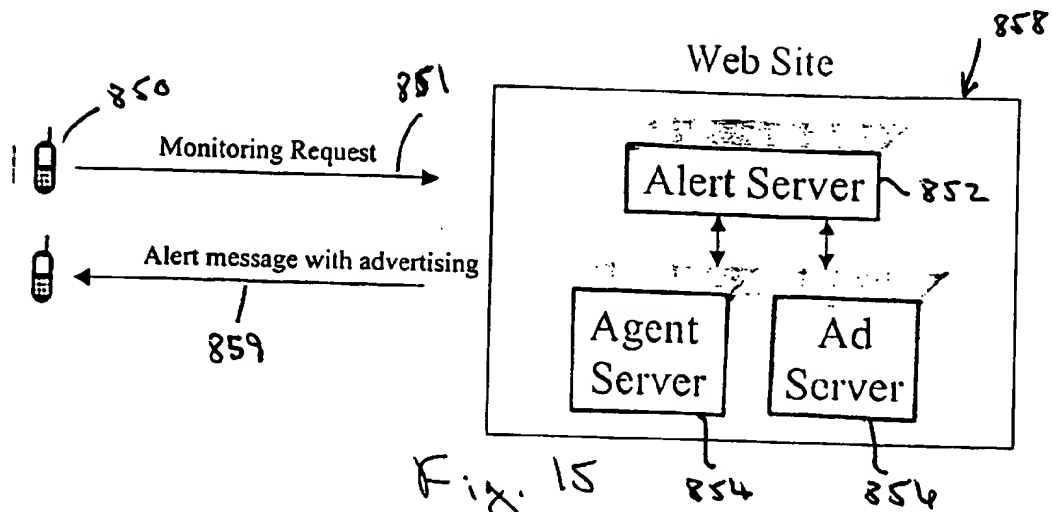 858
Web Site
850
851
Monitoring Request
Alert Server
852
Alert message with advertising
859
Agent
Server
Ad
Server
Fig. 15
854
856